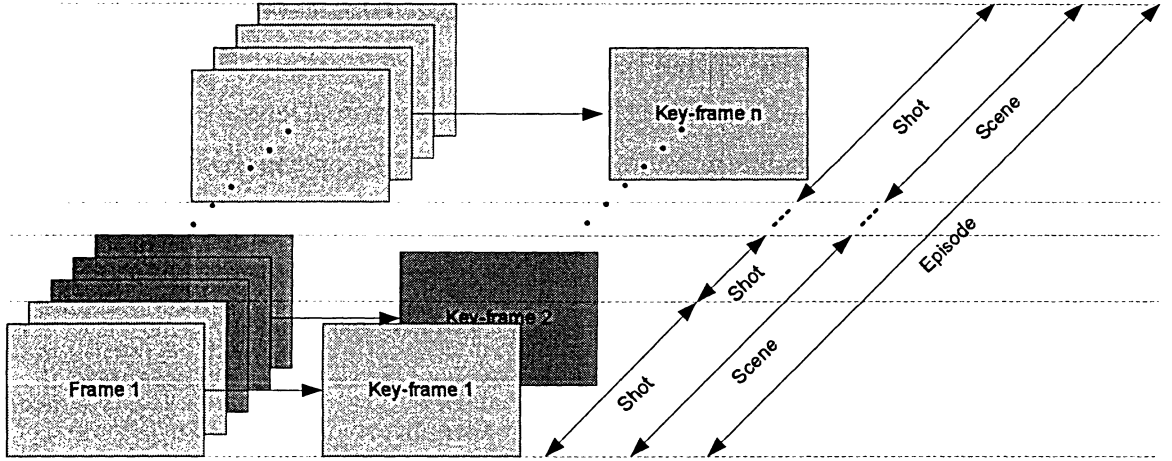 Key-frame n
Shot
Scene
Episode
Shot
Key-frame 2
Scene
Shot
Frame 1
Key-frame 1